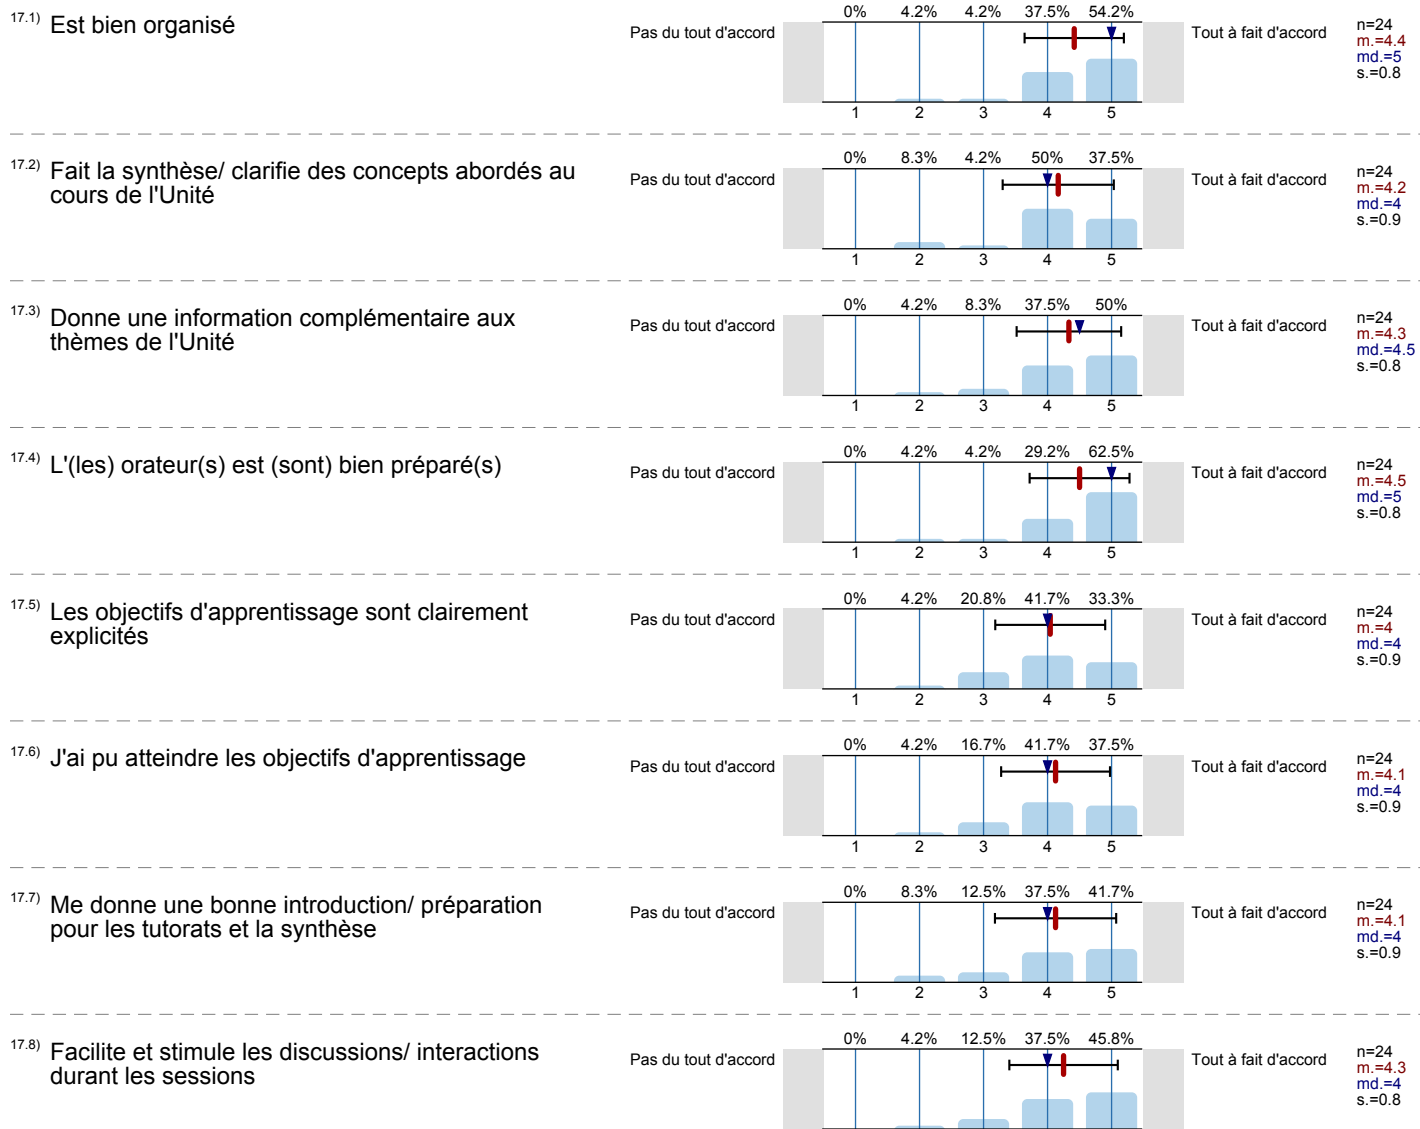 17.1) Est bien organisé
Pas du tout d'accord
0% 4.2% 4.2% 37.5% 54.2%
1 2 3 4 5
Tout à fait d'accord
n=24
m.=4.4
md.=5
s.=0.8
17.2) Fait la synthèse/ clarifie des concepts abordés au
cours de l'Unité
Pas du tout d'accord
0% 8.3% 4.2% 50% 37.5%
1 2 3 4 5
Tout à fait d'accord
n=24
m.=4.2
md.=4
s.=0.9
17.3) Donne une information complémentaire aux
thèmes de l'Unité
Pas du tout d'accord
0% 4.2% 8.3% 37.5% 50%
1 2 3 4 5
Tout à fait d'accord
n=24
m.=4.3
md.=4.5
s.=0.8
17.4) L'(les) orateur(s) est (sont) bien préparé(s)
Pas du tout d'accord
0% 4.2% 4.2% 29.2% 62.5%
1 2 3 4 5
Tout à fait d'accord
n=24
m.=4.5
md.=5
s.=0.8
17.5) Les objectifs d'apprentissage sont clairement
explicités
Pas du tout d'accord
0% 4.2% 20.8% 41.7% 33.3%
1 2 3 4 5
Tout à fait d'accord
n=24
m.=4
md.=4
s.=0.9
17.6) J'ai pu atteindre les objectifs d'apprentissage
Pas du tout d'accord
0% 4.2% 16.7% 41.7% 37.5%
1 2 3 4 5
Tout à fait d'accord
n=24
m.=4.1
md.=4
s.=0.9
17.7) Me donne une bonne introduction/ préparation
pour les tutorats et la synthèse
Pas du tout d'accord
0% 8.3% 12.5% 37.5% 41.7%
1 2 3 4 5
Tout à fait d'accord
n=24
m.=4.1
md.=4
s.=0.9
17.8) Facilite et stimule les discussions/ interactions
durant les sessions
Pas du tout d'accord
0% 4.2% 12.5% 37.5% 45.8%
Tout à fait d'accord
n=24
m.=4.3
md.=4
s.=0.8